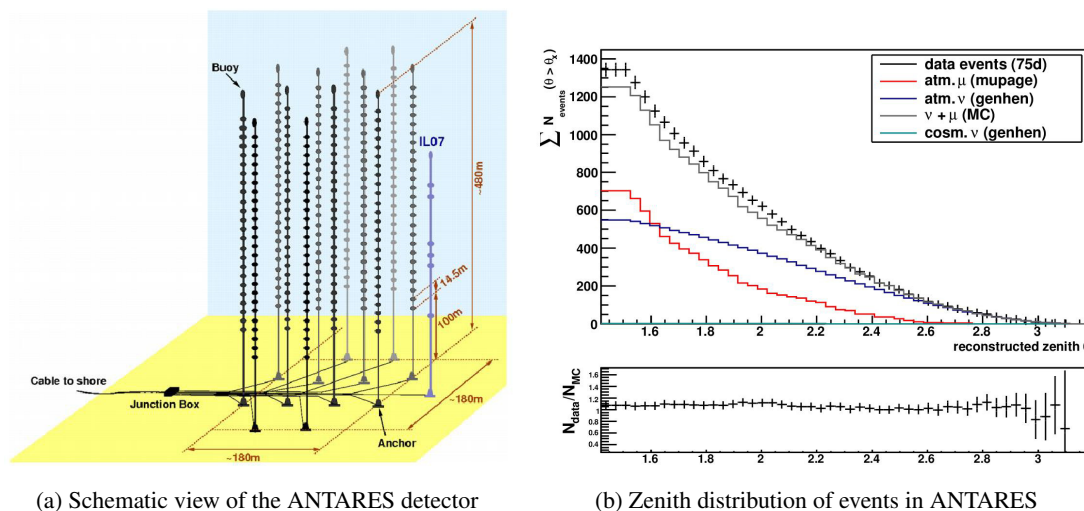 Buoy
IL07
~480m
14.5m
100m
Cable to shore
Junction Box
~180m
Anchor
~180m
(a) Schematic view of the ANTARES detector
∑ N events (θ > θ
1400
1200
1000
800
600
400
200
0
data events (75d)
atm. μ (mupage)
atm. ν (genhen)
ν + μ (MC)
cosm. ν (genhen)
1.6 1.8 2 2.2 2.4 2.6 2.8 3
reconstructed zenith
N data/N MC
1.6
1.4
1.2
1
0.8
0.6
0.4
1.6 1.8 2 2.2 2.4 2.6 2.8 3
(b) Zenith distribution of events in ANTARES